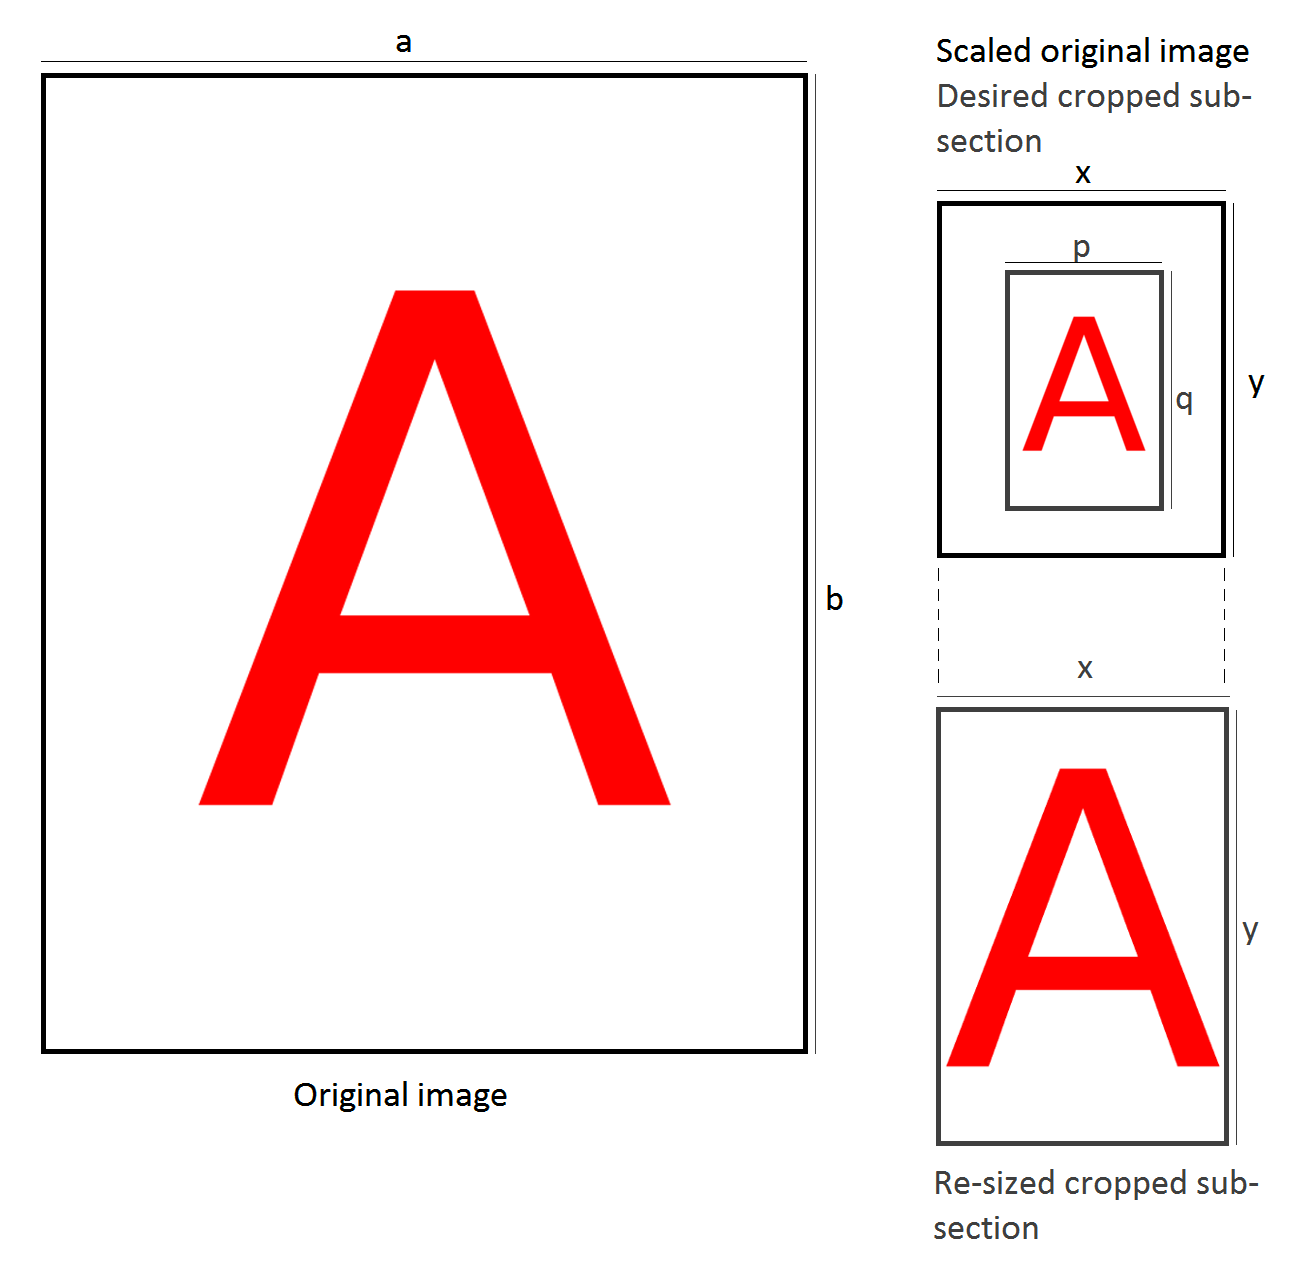 a
b
A
Original image
Scaled original image
Desired cropped sub-
section
x
p
A
q
y
x
A
y
Re-sized cropped sub-
section